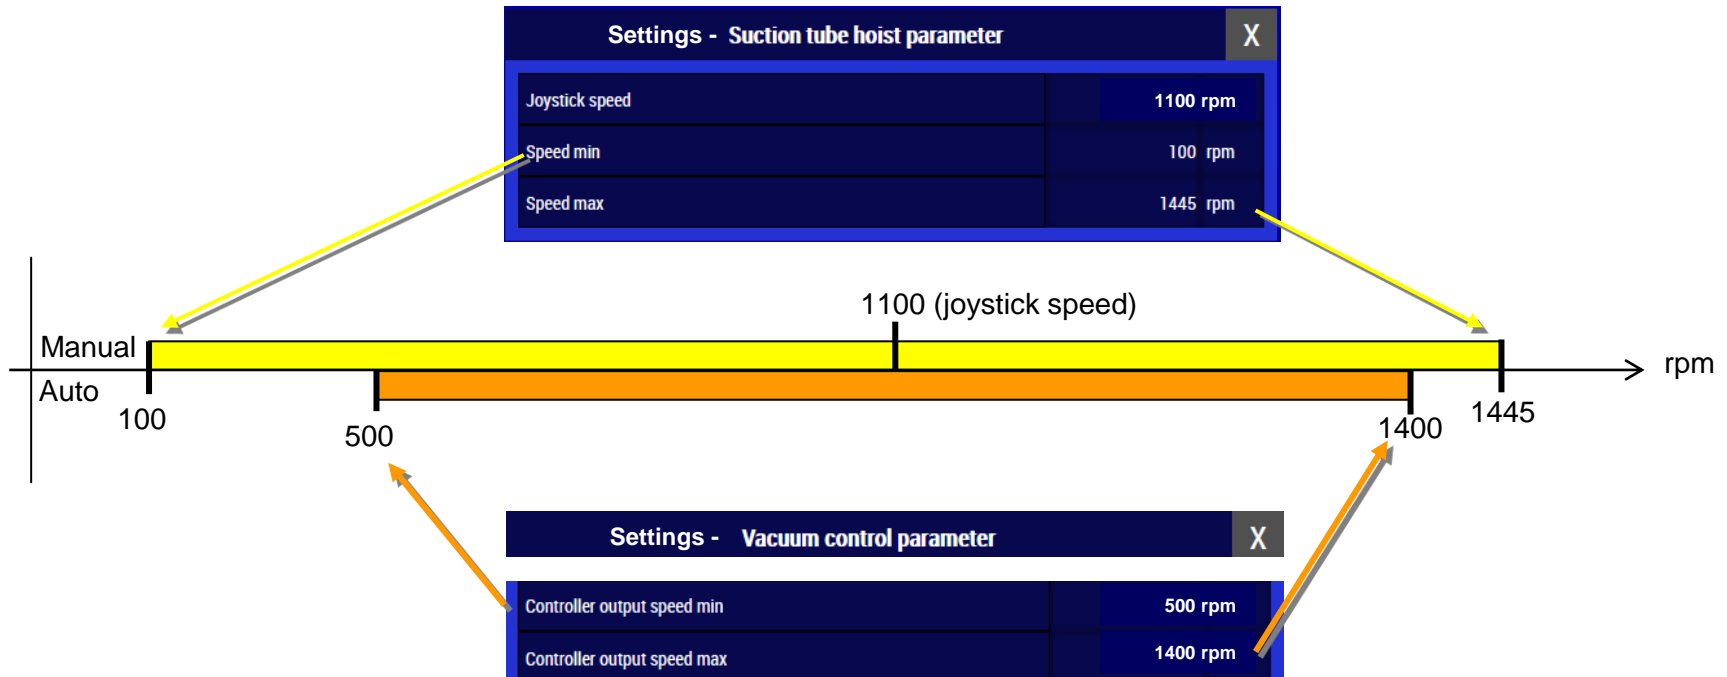 Settings - Suction tube hoist parameter X
Joystick speed 1100 rpm
Speed min 100 rpm
Speed max 1445 rpm
1100 (joystick speed)
Manual
rpm
Auto
100
500
1400
1445
Settings - Vacuum control parameter X
Controller output speed min 500 rpm
Controller output speed max 1400 rpm